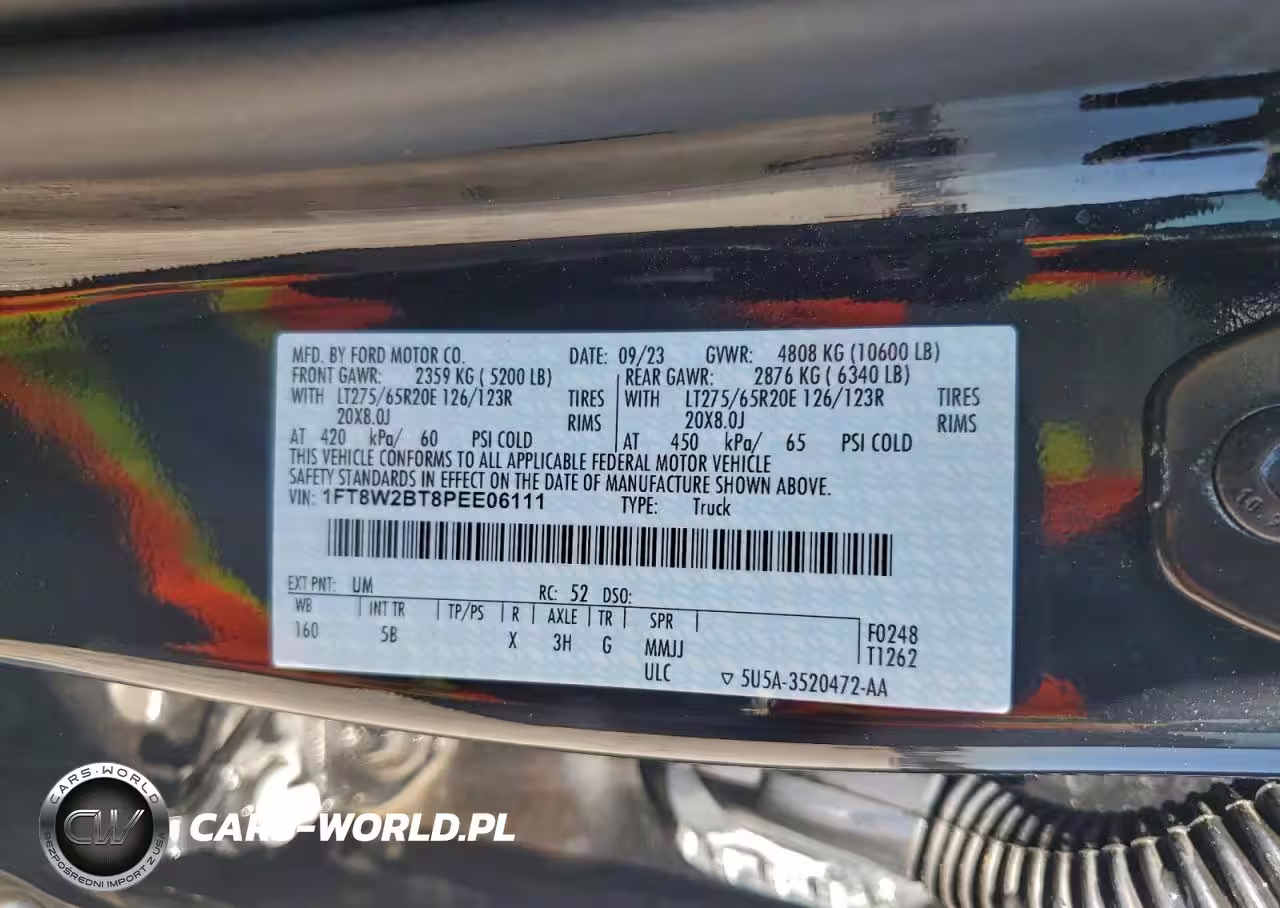 MFD. BY FORD MOTOR CO. DATE: 09/23 GVWR: 4808 KG (10600 LB)
FRONT GAWR: 2359 KG ( 5200 LB) REAR GAWR: 2876 KG ( 6340 LB)
WITH LT275/65R20E 126/123R TIRES WITH LT275/65R20E 126/123R TIRES
20X8.0J RIMS 20X8.0J RIMS
AT 420 kPa/ 60 PSI COLD AT 450 kPa/ 65 PSI COLD
THIS VEHICLE CONFORMS TO ALL APPLICABLE FEDERAL MOTOR VEHICLE
SAFETY STANDARDS IN EFFECT ON THE DATE OF MANUFACTURE SHOWN ABOVE.
VIN: 1FT8W2BT8PEE06111 TYPE: Truck
EXT PNT: UM RC: 52 DSO:
WB INT TR TP/PS R AXLE TR SPR
160 5B X 3H G MMJJ
ULC
F0248
T1262
▽ 5U5A-3520472-AA
CARS-WORLD
CW
BEZPOŚREDNI IMPORT Z USA
CARS-WORLD.PL